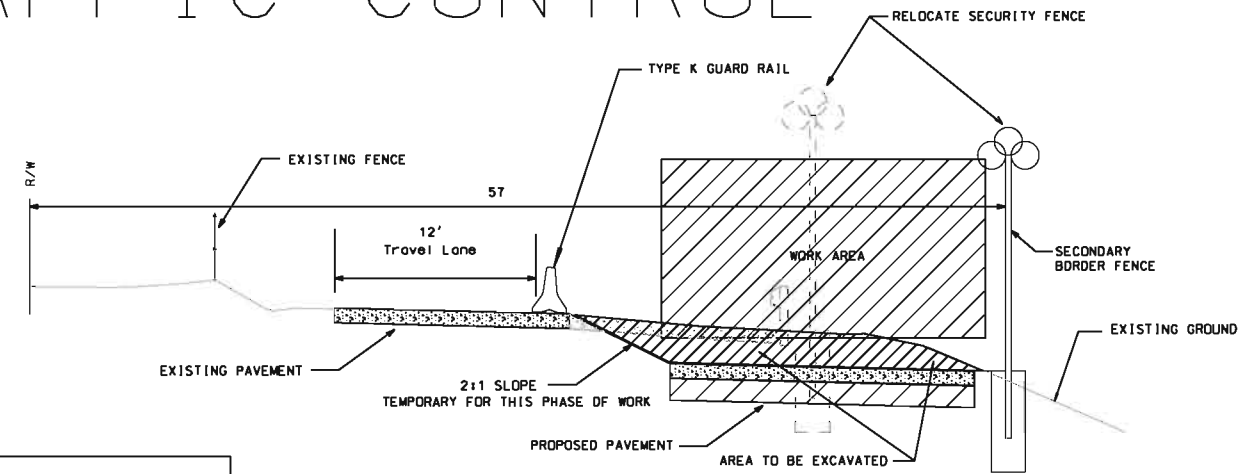 CONTROL
RELOCATE SECURITY FENCE
TYPE K GUARD RAIL
EXISTING FENCE
R/W
57
12'
Travel Lane
WORK AREA
SECONDARY
BORDER FENCE
EXISTING GROUND
EXISTING PAVEMENT
2:1 SLOPE
TEMPORARY FOR THIS PHASE OF WORK
PROPOSED PAVEMENT
AREA TO BE EXCAVATED